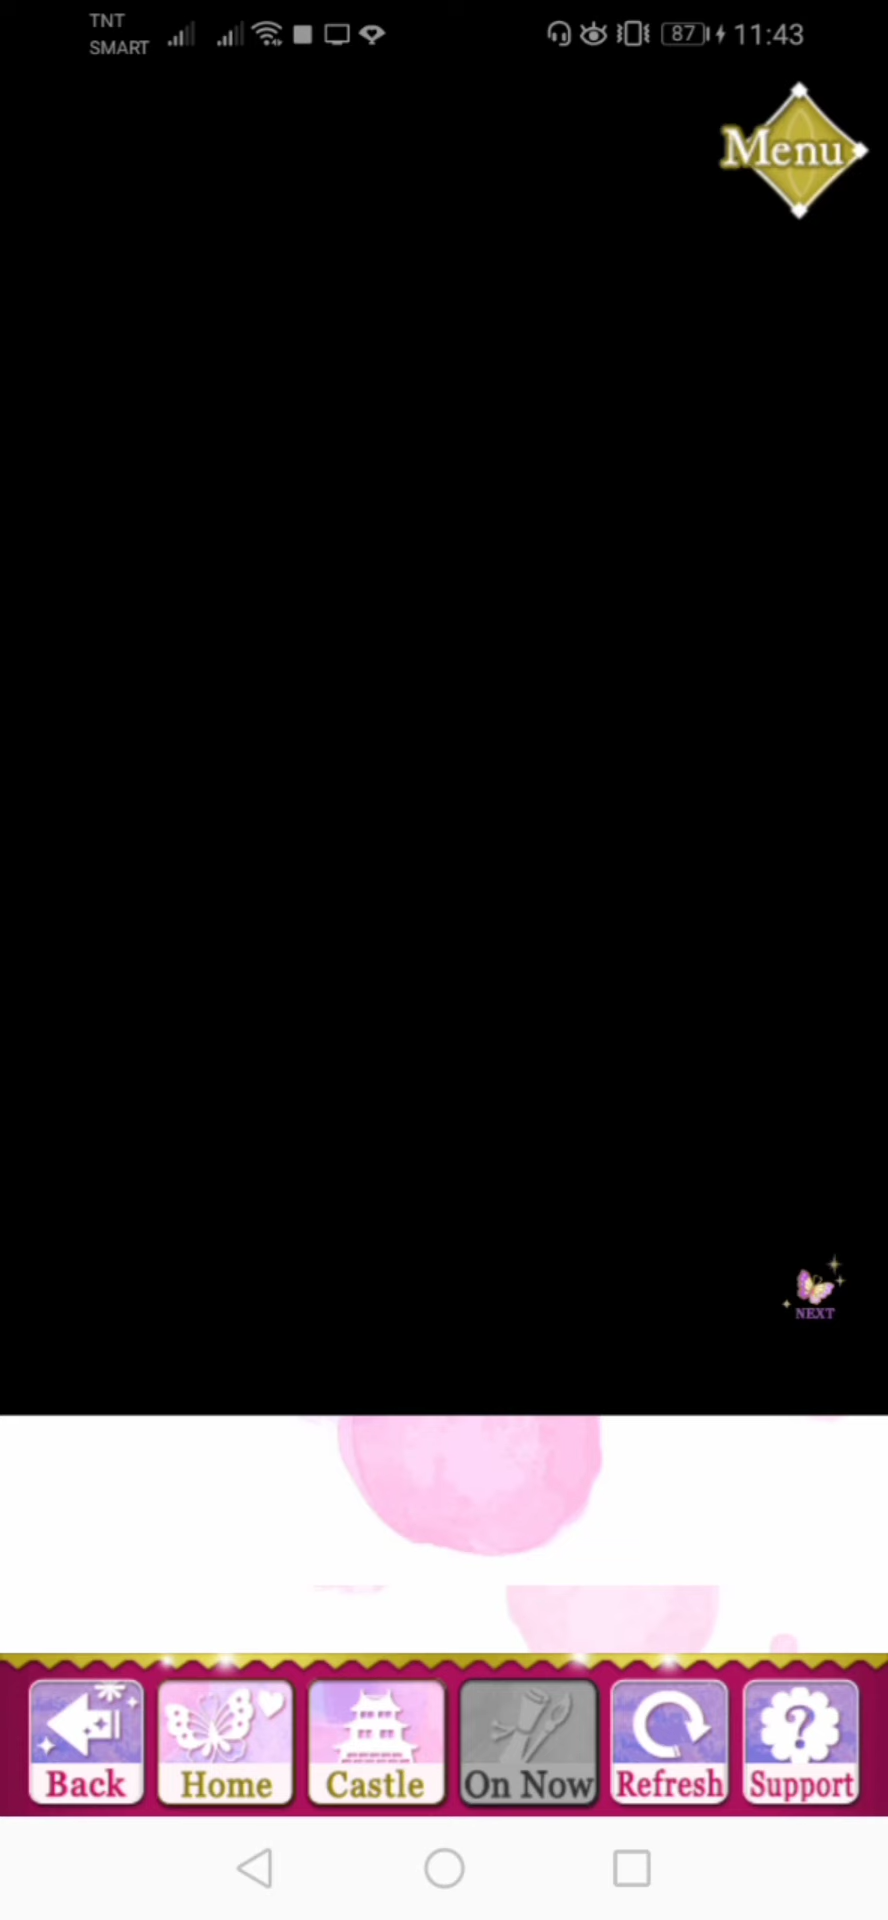 TNT
SMART
87
11:43
Menu
NEXT
Back Home Castle On Now Refresh Support